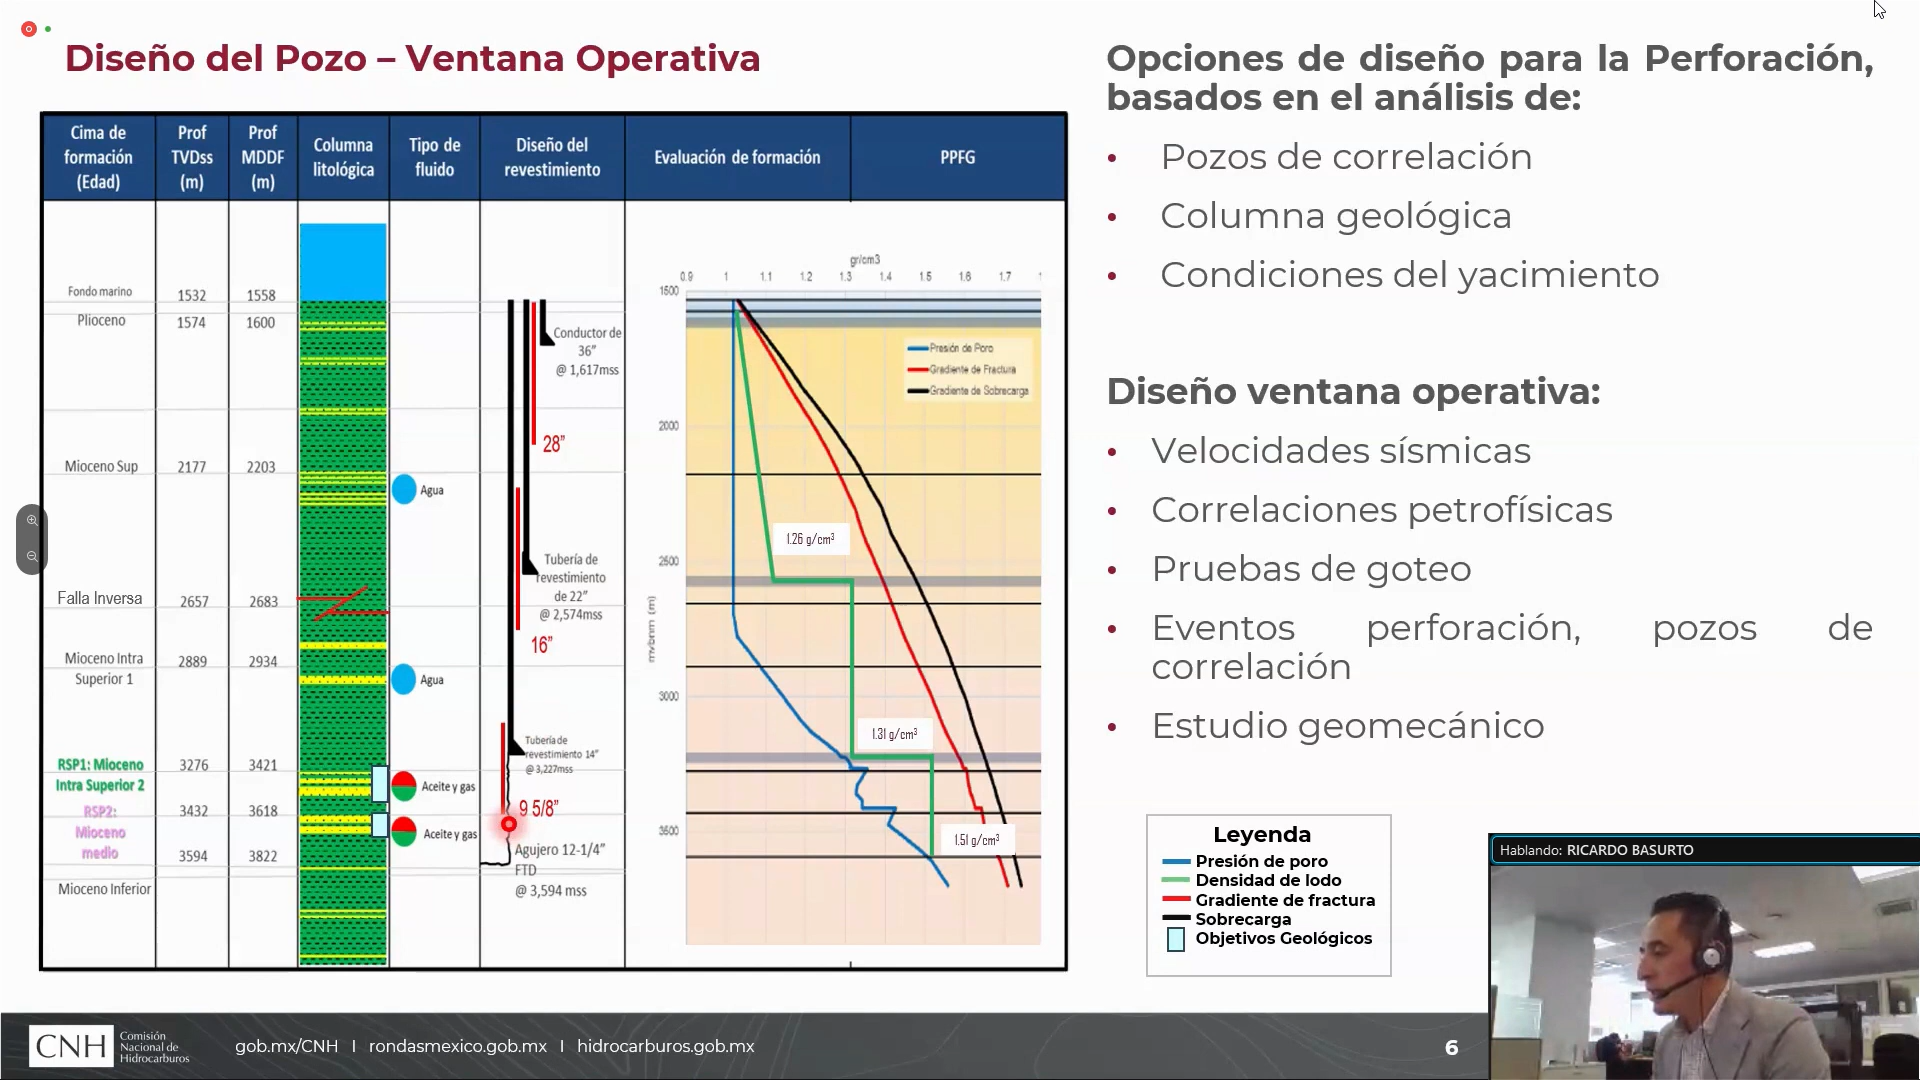 Diseño del Pozo – Ventana Operativa
Cima de
formación
(Edad)
Prof
TVDss
(m)
Prof
MDDF
(m)
Columna
litológica
Tipo de
fluido
Diseño del
revestimiento
Evaluación de formación
PPFG
Fondo marino
1532
1558
Plioceno
1574
1600
Mioceno Sup
2177
2203
Falla Inversa
2657
2683
Mioceno Intra
Superior 1
2889
2934
RSP1: Mioceno
Intra Superior 2
3276
3421
RSP2:
Mioceno
medio
3432
3618
3594
3822
Mioceno Inferior
Agua
Agua
Aceite y gas
Aceite y gas
Conductor de
36”
@ 1,617mss
28”
Tubería de
revestimiento
de 22”
@ 2,574mss
16”
Tubería de
revestimiento 14”
@ 3,227mss
9 5/8”
Agujero 12-1/4”
FTD
@ 3,594 mss
gr/cm3
0.9 1 1.1 1.2 1.3 1.4 1.5 1.6 1.7
1500
2000
2500
3000
3500
mvbnm (m)
Presión de Poro
Gradiente de Fractura
Gradiente de Sobrecarga
1.26 g/cm³
1.31 g/cm³
1.51 g/cm³
Opciones de diseño para la Perforación,
basados en el análisis de:
• Pozos de correlación
• Columna geológica
• Condiciones del yacimiento
Diseño ventana operativa:
• Velocidades sísmicas
• Correlaciones petrofísicas
• Pruebas de goteo
• Eventos perforación, pozos de
correlación
• Estudio geomecánico
Leyenda
Presión de poro
Densidad de lodo
Gradiente de fractura
Sobrecarga
Objetivos Geológicos
Hablando: RICARDO BASURTO
CNH
Comisión
Nacional de
Hidrocarburos
gob.mx/CNH I rondasmexico.gob.mx I hidrocarburos.gob.mx
6